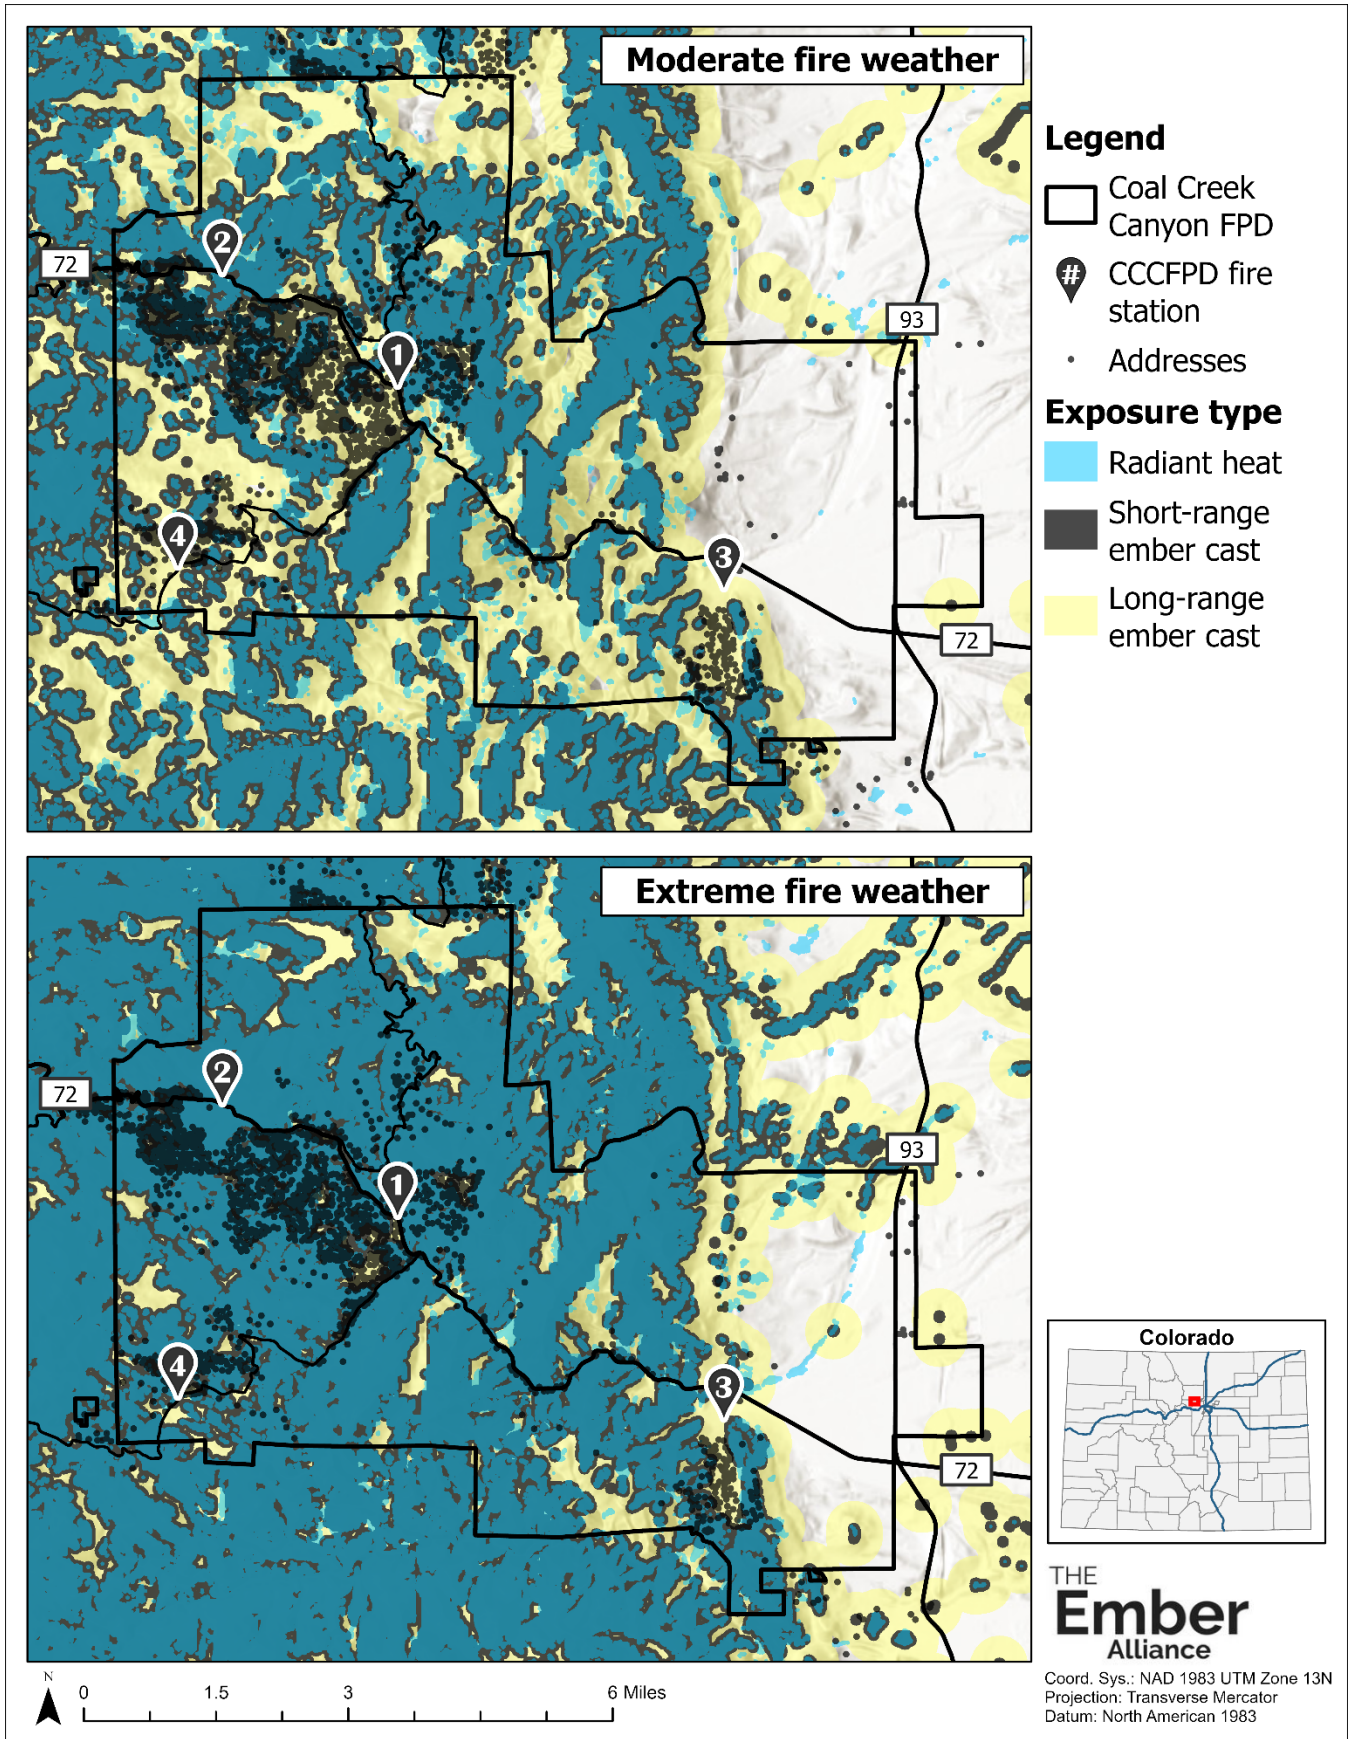 Moderate fire weather
72
2
1
93
4
3
72
Extreme fire weather
72
2
1
93
4
3
72
Legend
Coal Creek
Canyon FPD
#
CCCFPD fire
station
Addresses
Exposure type
Radiant heat
Short-range
ember cast
Long-range
ember cast
Colorado
THE
Ember
Alliance
Coord. Sys.: NAD 1983 UTM Zone 13N
Projection: Transverse Mercator
Datum: North American 1983
N
0 1.5 3 6 Miles